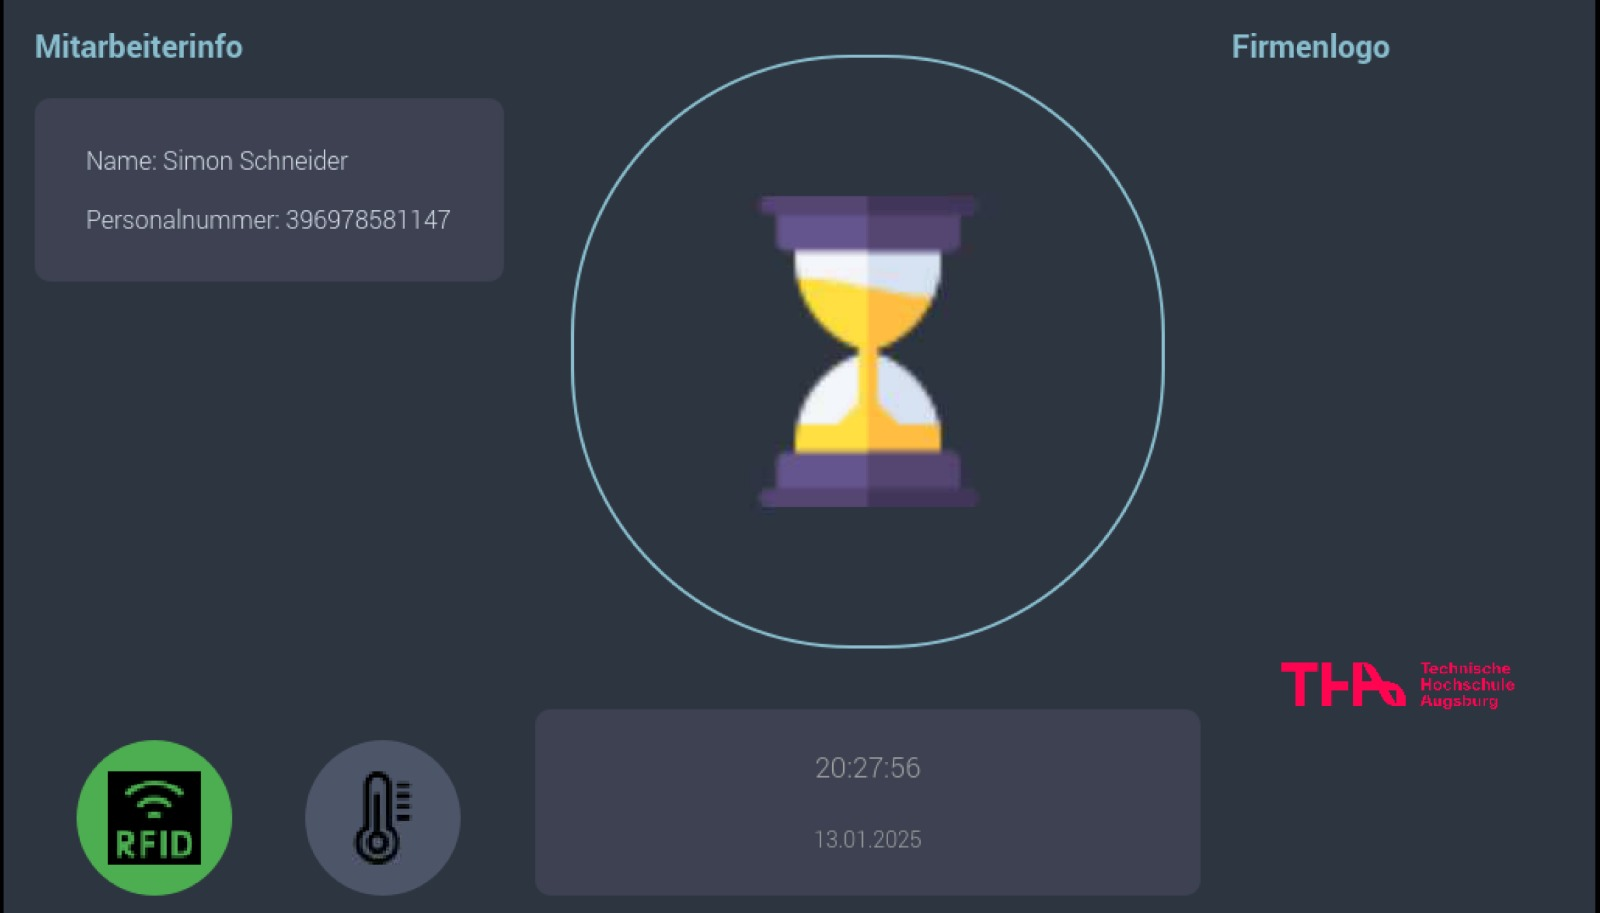 Mitarbeiterinfo
Firmenlogo
Name: Simon Schneider
Personalnummer: 396978581147
Technische
THA Hochschule
Augsburg
RFID
20:27:56
13.01.2025